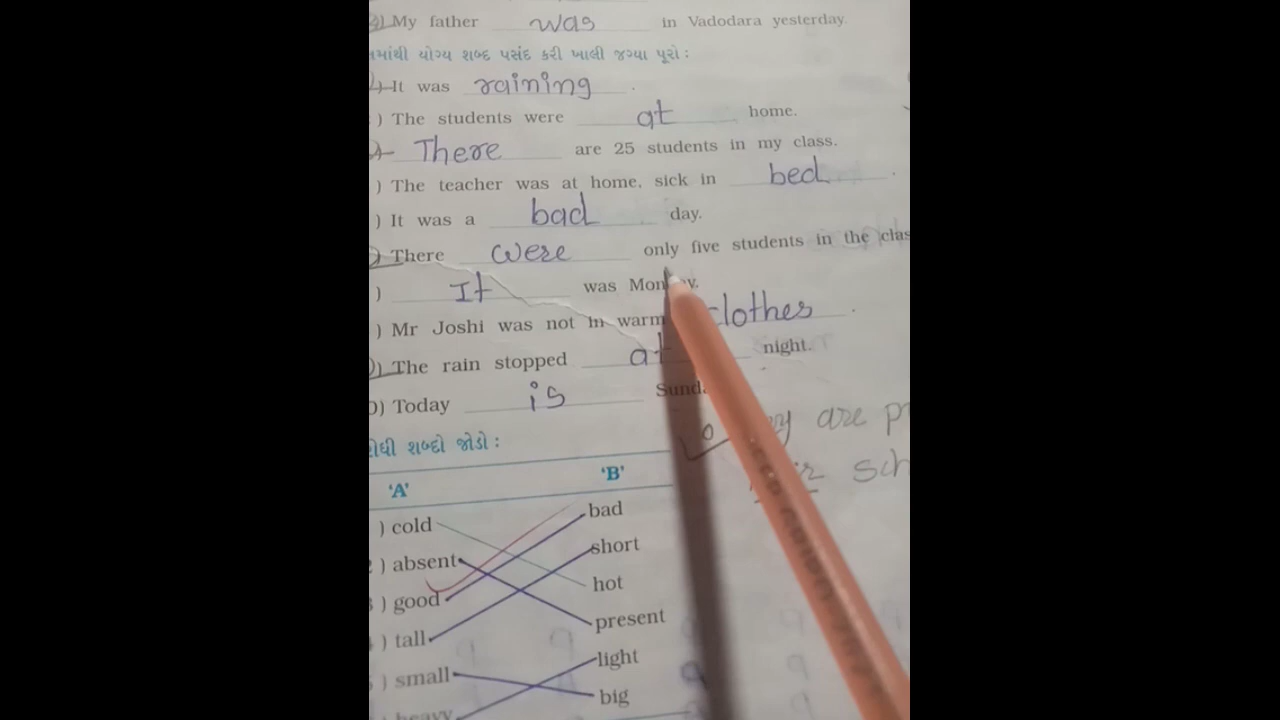 My father was in Vadodara yesterday.
યોગ્ય શબ્દ પસંદ કરી ખાલી જગ્યા પૂરો :
It was raining .
) The students were at home.
There are 25 students in my class.
) The teacher was at home, sick in bed .
) It was a bad day.
) There were only five students in the
) It was
) Mr Joshi was not in warm clothes .
) The rain stopped at night.
) Today is
શબ્દો જોડો :
'A' 'B'
) cold bad
) absent short
) good hot
) tall present
) small light
heavy big
are